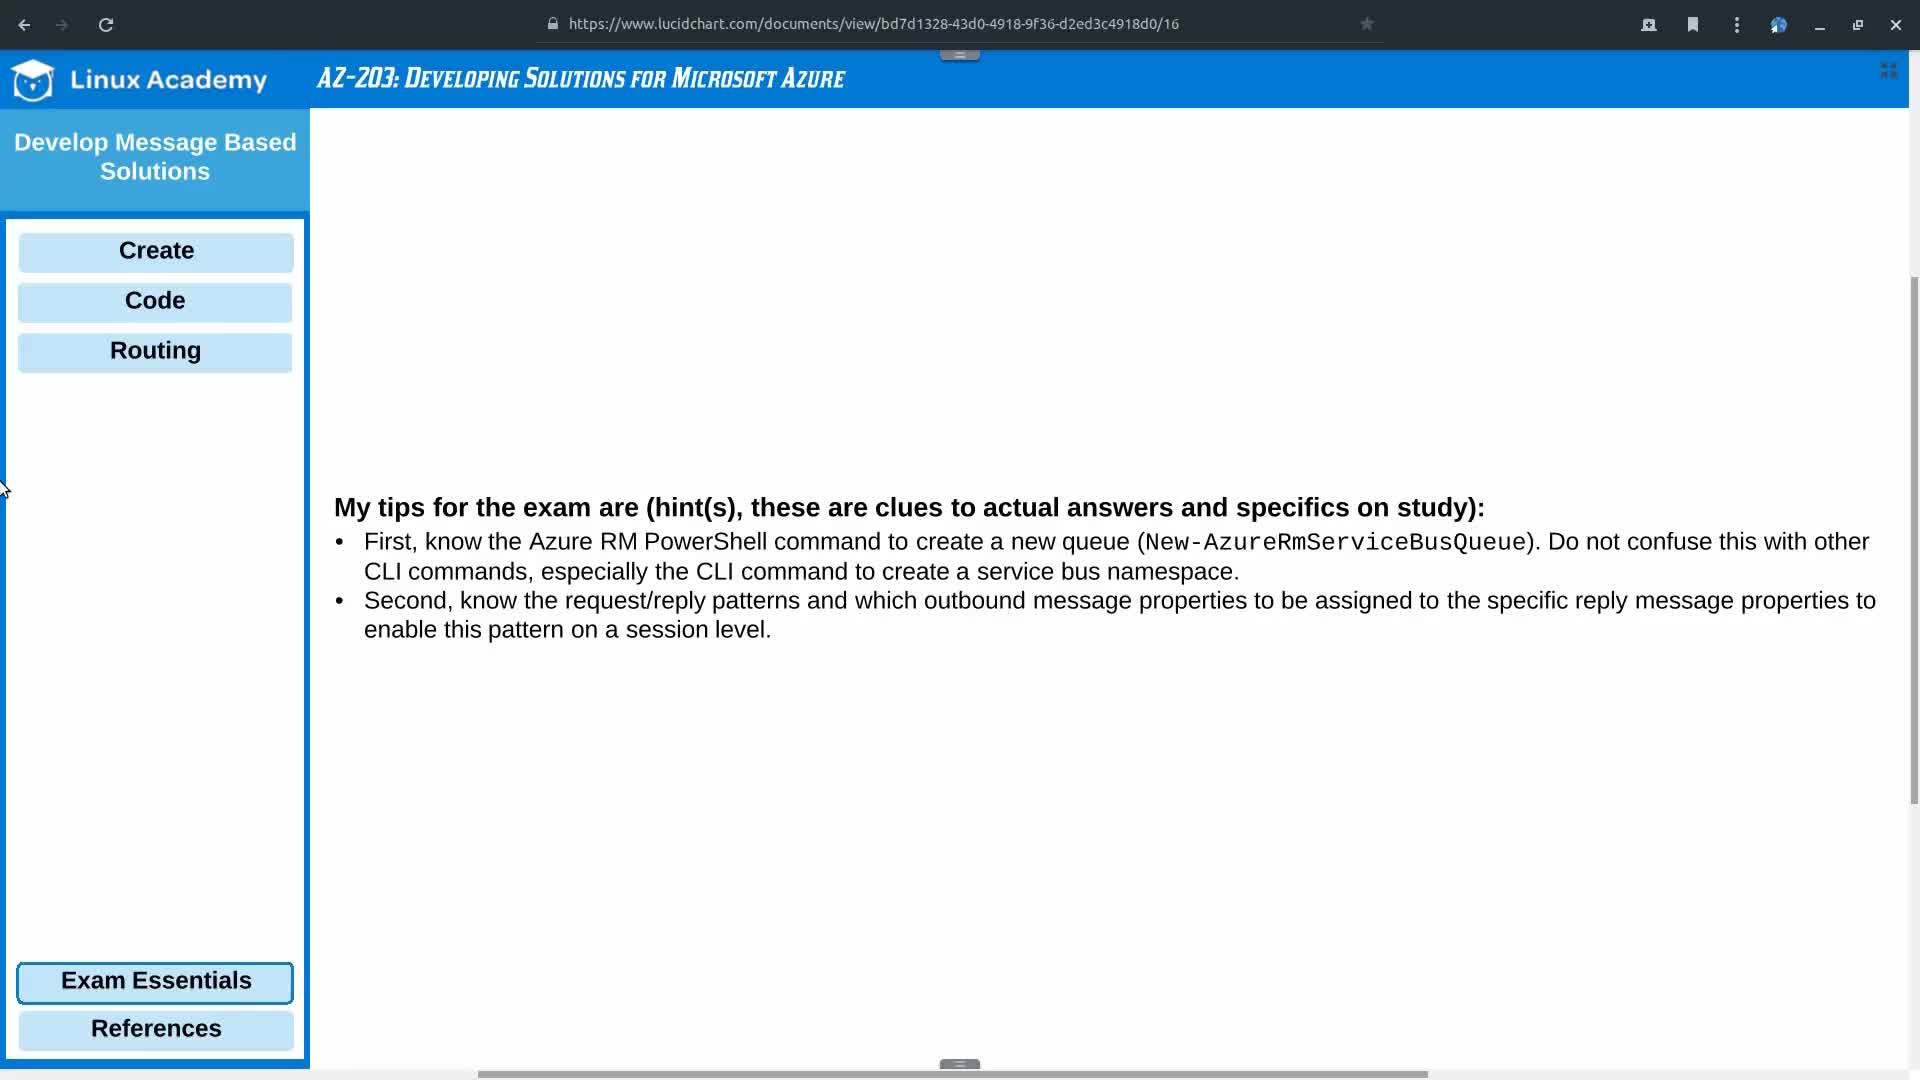 https://www.lucidchart.com/documents/view/bd7d1328-43d0-4918-9f36-d2ed3c4918d0/16
Linux Academy
AZ-203: Developing Solutions for Microsoft Azure
Develop Message Based
Solutions
Create
Code
Routing
My tips for the exam are (hint(s), these are clues to actual answers and specifics on study):
• First, know the Azure RM PowerShell command to create a new queue (New-AzureRmServiceBusQueue). Do not confuse this with other
CLI commands, especially the CLI command to create a service bus namespace.
• Second, know the request/reply patterns and which outbound message properties to be assigned to the specific reply message properties to
enable this pattern on a session level.
Exam Essentials
References